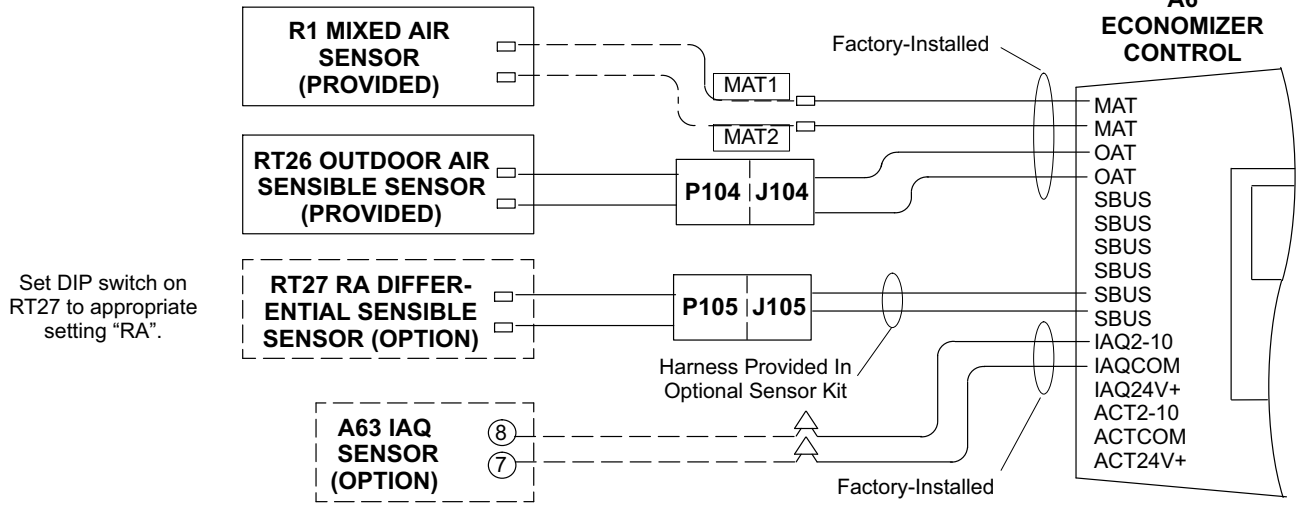 A6
ECONOMIZER
CONTROL
R1 MIXED AIR
SENSOR
(PROVIDED)
Factory-Installed
MAT1
MAT2
RT26 OUTDOOR AIR
SENSIBLE SENSOR
(PROVIDED)
P104
J104
Set DIP switch on
RT27 to appropriate
setting “RA”.
RT27 RA DIFFER-
ENTIAL SENSIBLE
SENSOR (OPTION)
P105
J105
Harness Provided In
Optional Sensor Kit
A63 IAQ
SENSOR
(OPTION)
8
7
Factory-Installed
MAT
MAT
OAT
OAT
SBUS
SBUS
SBUS
SBUS
SBUS
SBUS
IAQ2-10
IAQCOM
IAQ24V+
ACT2-10
ACTCOM
ACT24V+